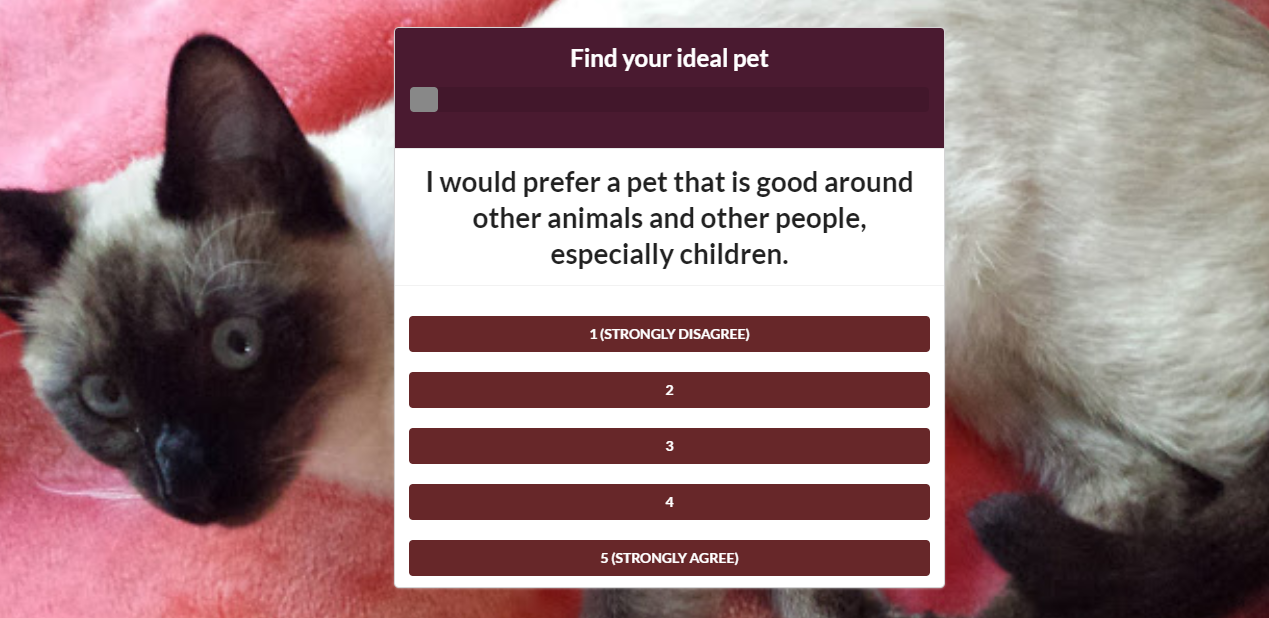 Find your ideal pet
I would prefer a pet that is good around
other animals and other people,
especially children.
1 (STRONGLY DISAGREE)
2
3
4
5 (STRONGLY AGREE)